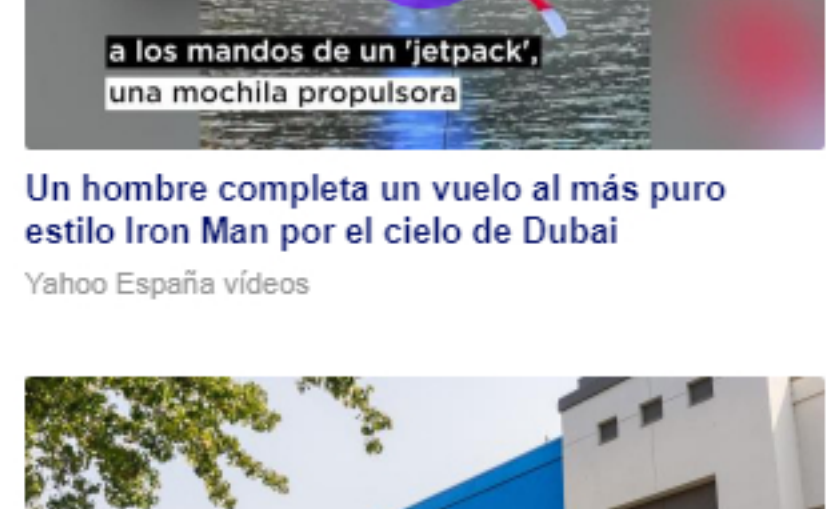 a los mandos de un 'jetpack',
una mochila propulsora
Un hombre completa un vuelo al más puro
estilo Iron Man por el cielo de Dubai
Yahoo España vídeos